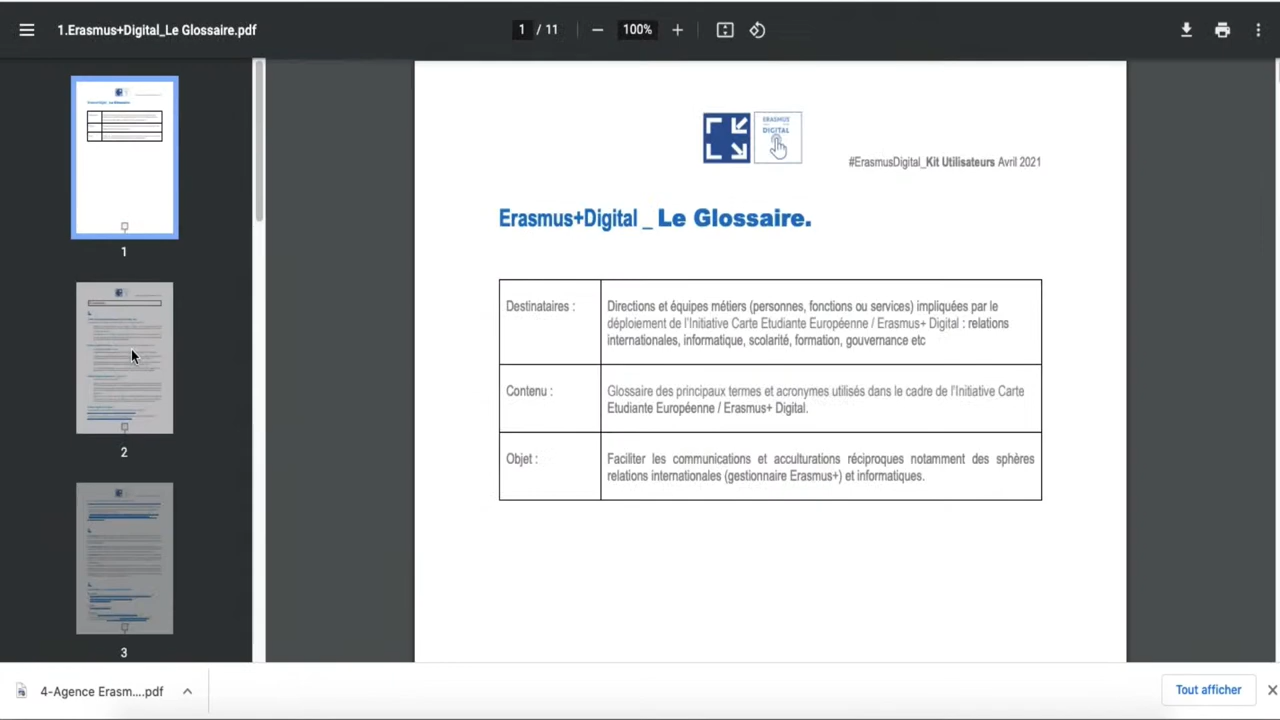 1.Erasmus+Digital_Le Glossaire.pdf
1 / 11
100%
ERASMUS
DIGITAL
#ErasmusDigital_Kit Utilisateurs Avril 2021
Erasmus+Digital _ Le Glossaire.
Destinataires :
Directions et équipes métiers (personnes, fonctions ou services) impliquées par le
déploiement de l'Initiative Carte Etudiante Européenne / Erasmus+ Digital : relations
internationales, informatique, scolarité, formation, gouvernance etc
Contenu :
Glossaire des principaux termes et acronymes utilisés dans le cadre de l'Initiative Carte
Etudiante Européenne / Erasmus+ Digital.
Objet :
Faciliter les communications et acculturations réciproques notamment des sphères
relations internationales (gestionnaire Erasmus+) et informatiques.
1
2
3
4-Agence Erasm....pdf
Tout afficher